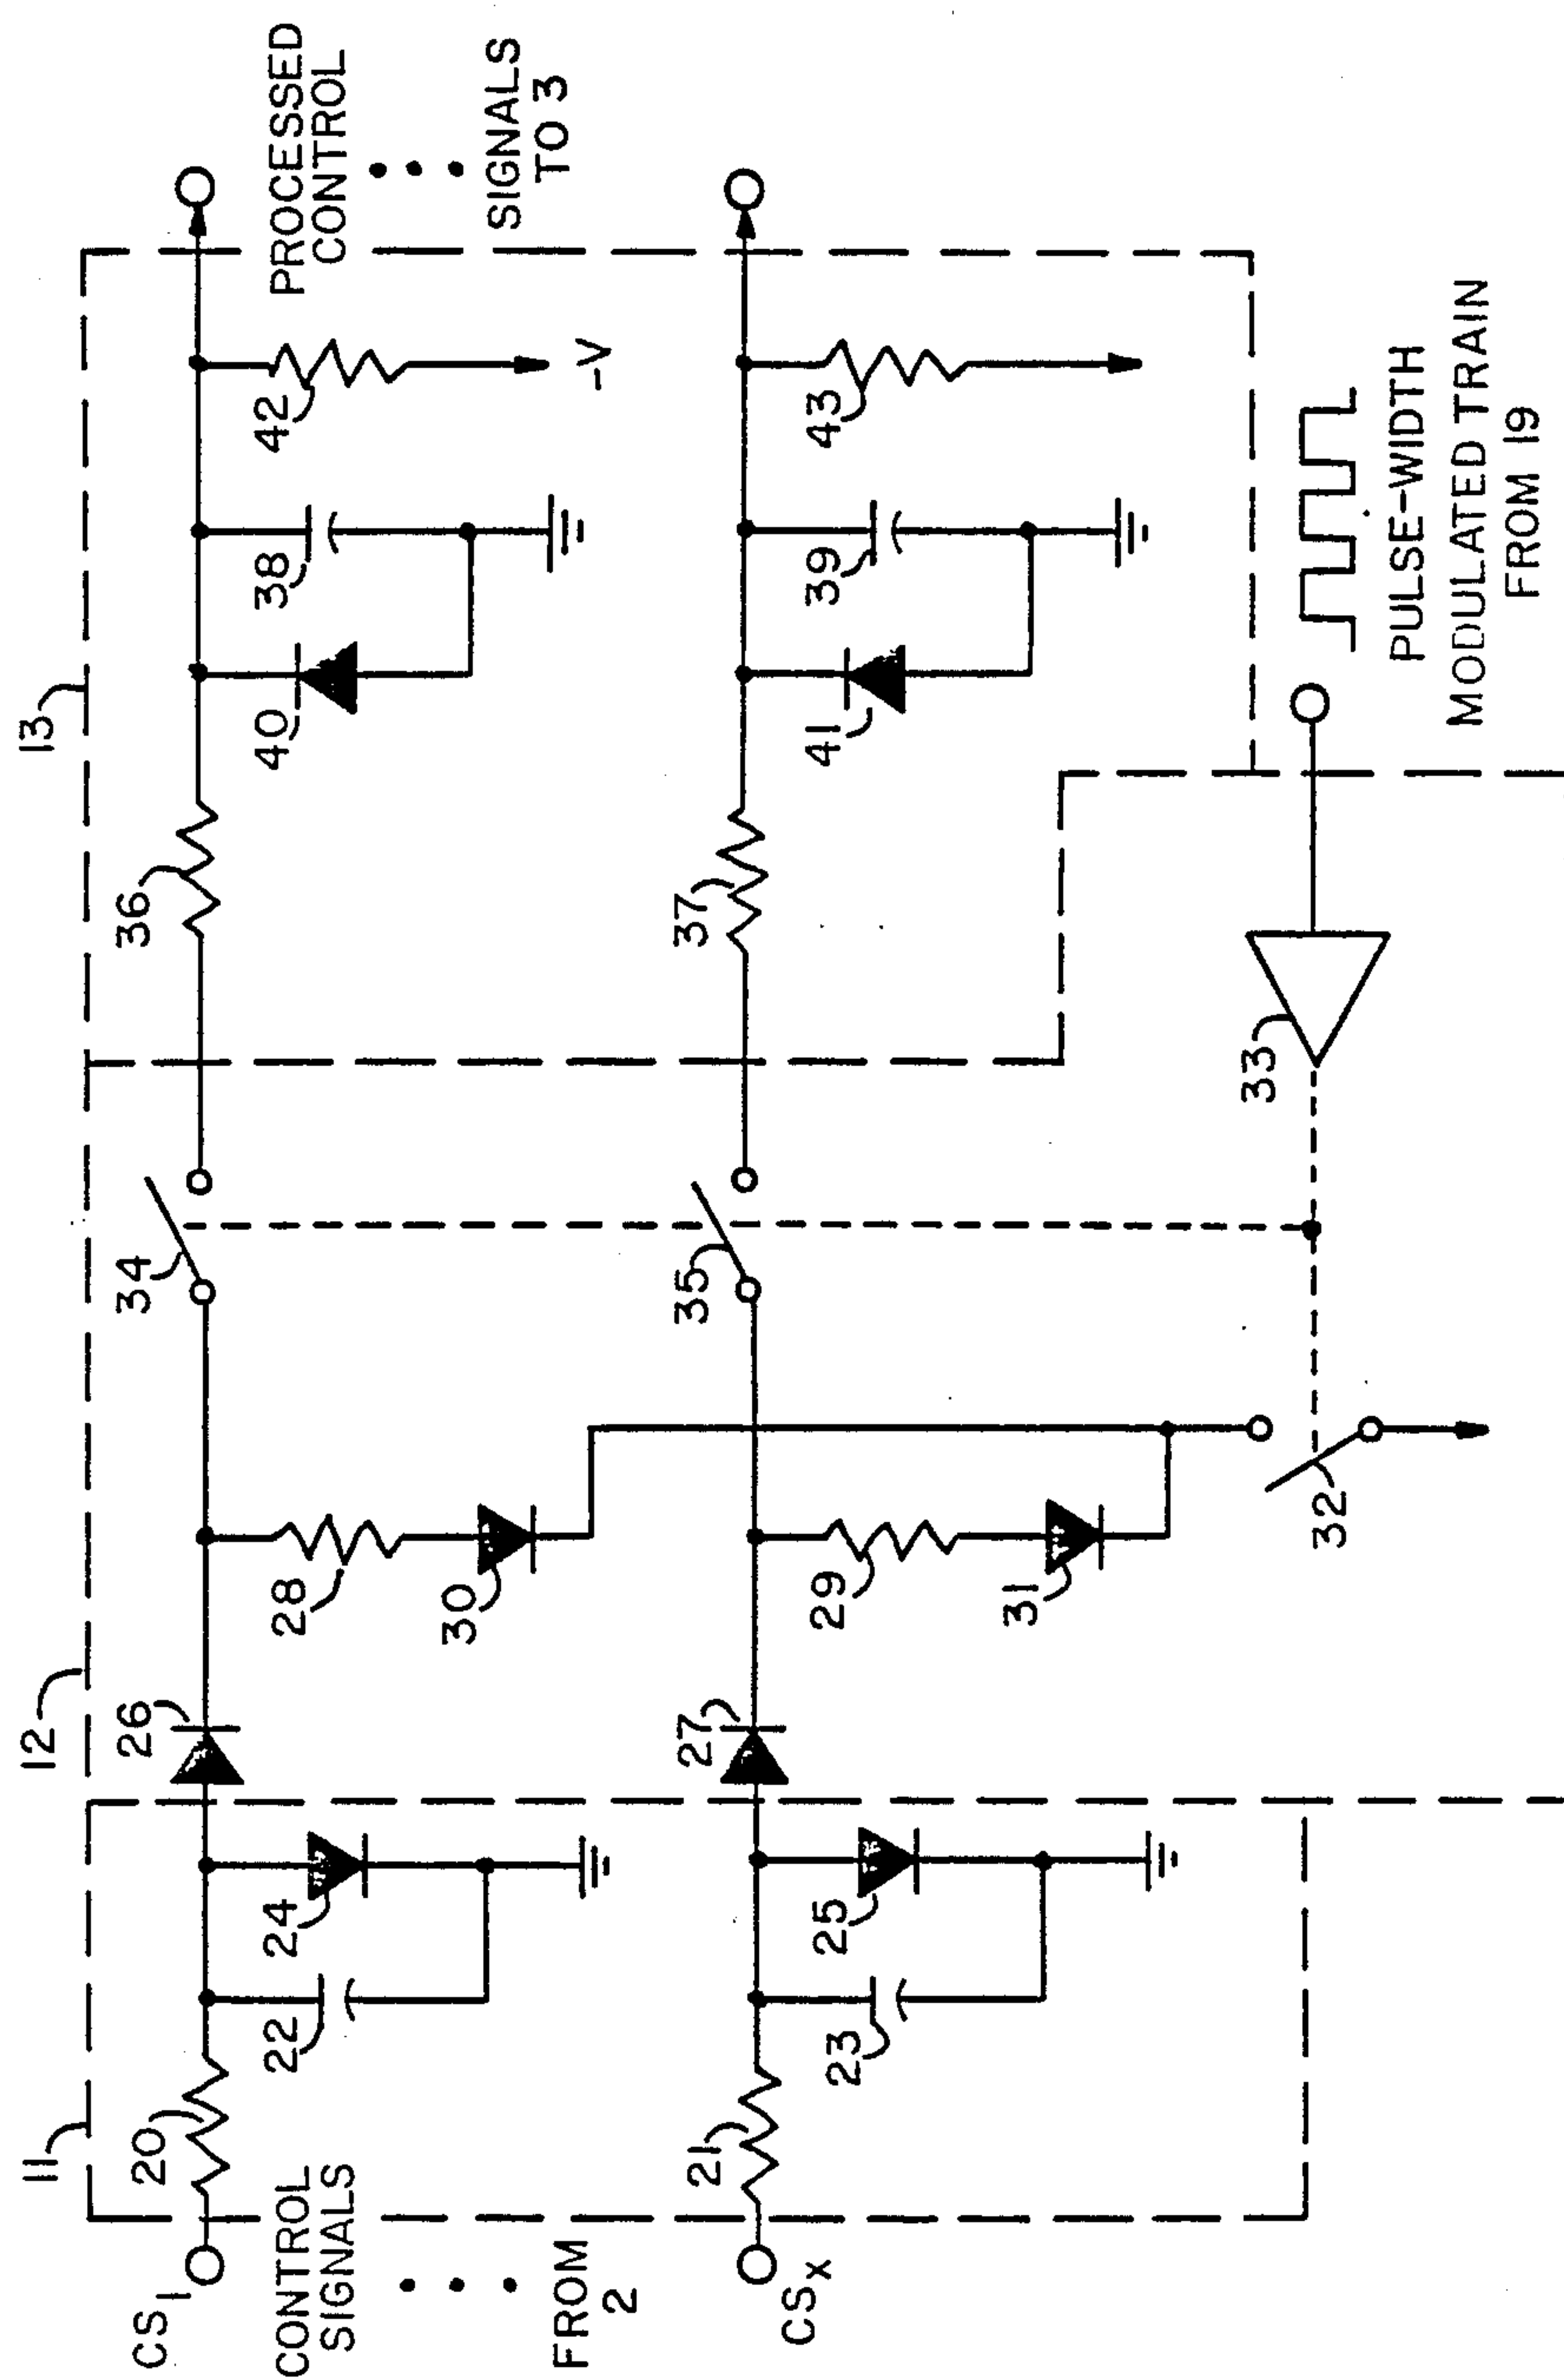 11
12
13
CS1
20
22
24
26
28
30
34
36
40
38
42
-V
PROCESSED
CONTROL
SIGNALS
TO 3
CONTROL
SIGNALS
FROM
2
CSX
21
23
25
27
29
31
35
37
41
39
43
32
33
PULSE-WIDTH
MODULATED TRAIN
FROM 19